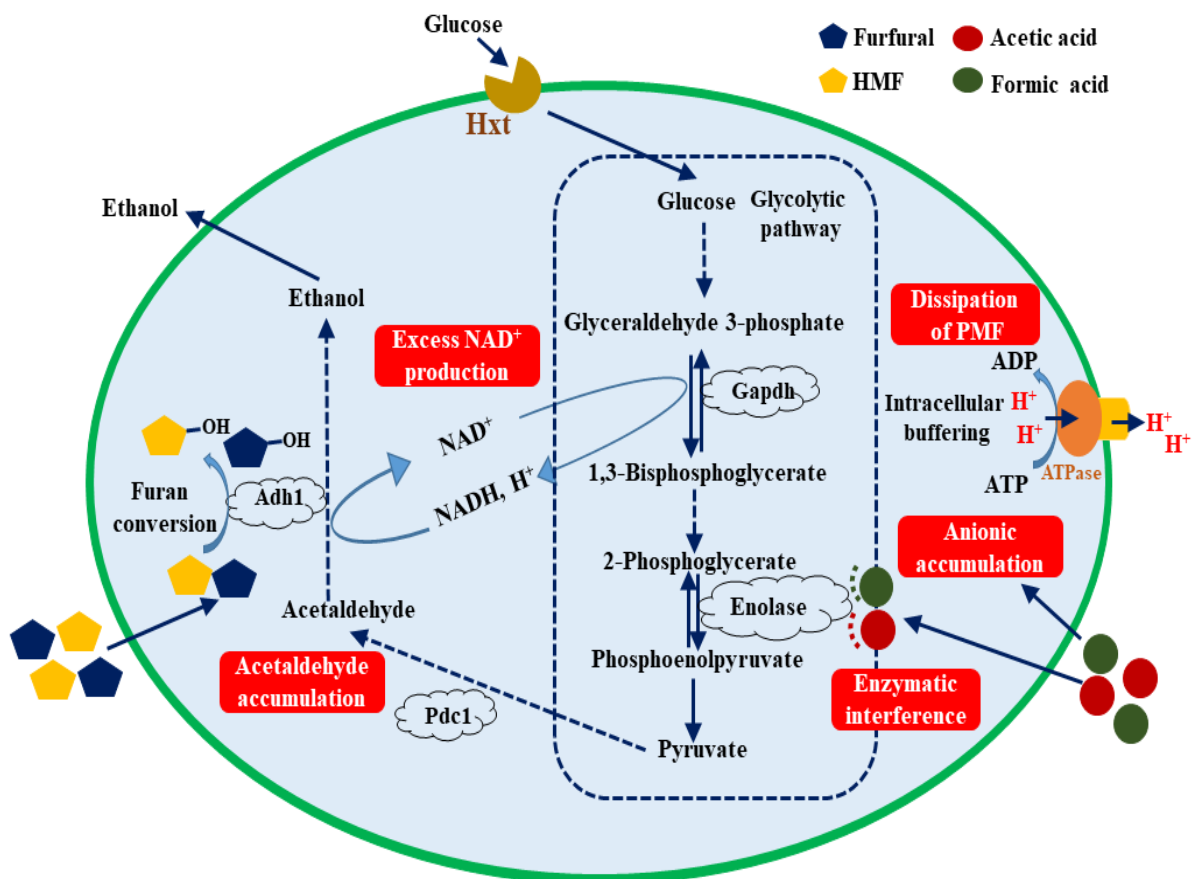 Glucose
Furfural
Acetic acid
HMF
Formic acid
Hxt
Glucose
Glycolytic
pathway
Ethanol
Ethanol
Glyceraldehyde 3-phosphate
Dissipation
of PMF
Excess NAD⁺
production
ADP
Gapdh
Intracellular
buffering
H⁺
H⁺
H⁺
H⁺
ATP
ATPase
OH
OH
NAD⁺
NADH, H⁺
1,3-Bisphosphoglycerate
Furan
conversion
Adh1
Anionic
accumulation
2-Phosphoglycerate
Enolase
Acetaldehyde
Phosphoenolpyruvate
Acetaldehyde
accumulation
Enzymatic
interference
Pdc1
Pyruvate